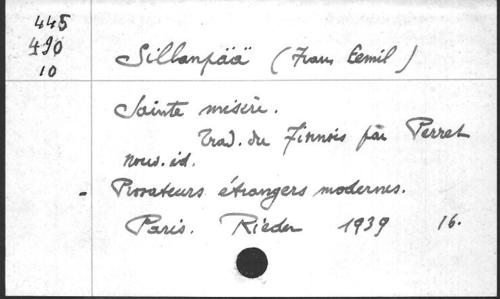 445
490
10
Sillanpää (Frans Eemil)
Sainte misère.
Trad. du Finnois par Perret
nouv. éd.
- Prosateurs étrangers modernes.
Paris. Rieder 1939 16.